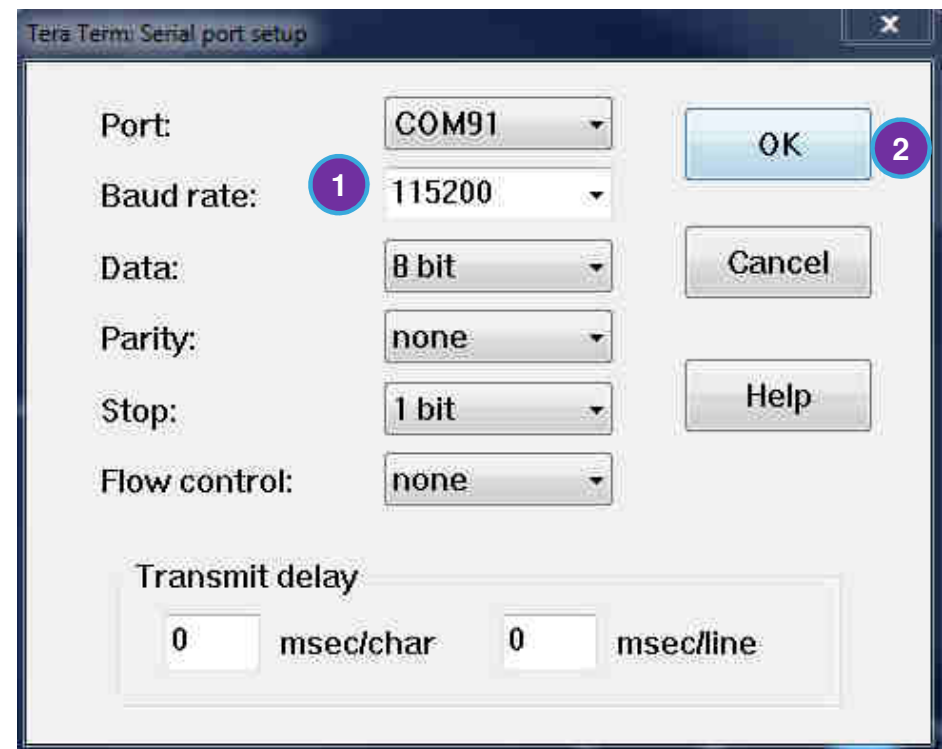 Tera Term: Serial port setup
Port: COM91 OK 2
Baud rate: 1 115200
Data: 8 bit Cancel
Parity: none
Stop: 1 bit Help
Flow control: none
Transmit delay
0 msec/char 0 msec/line